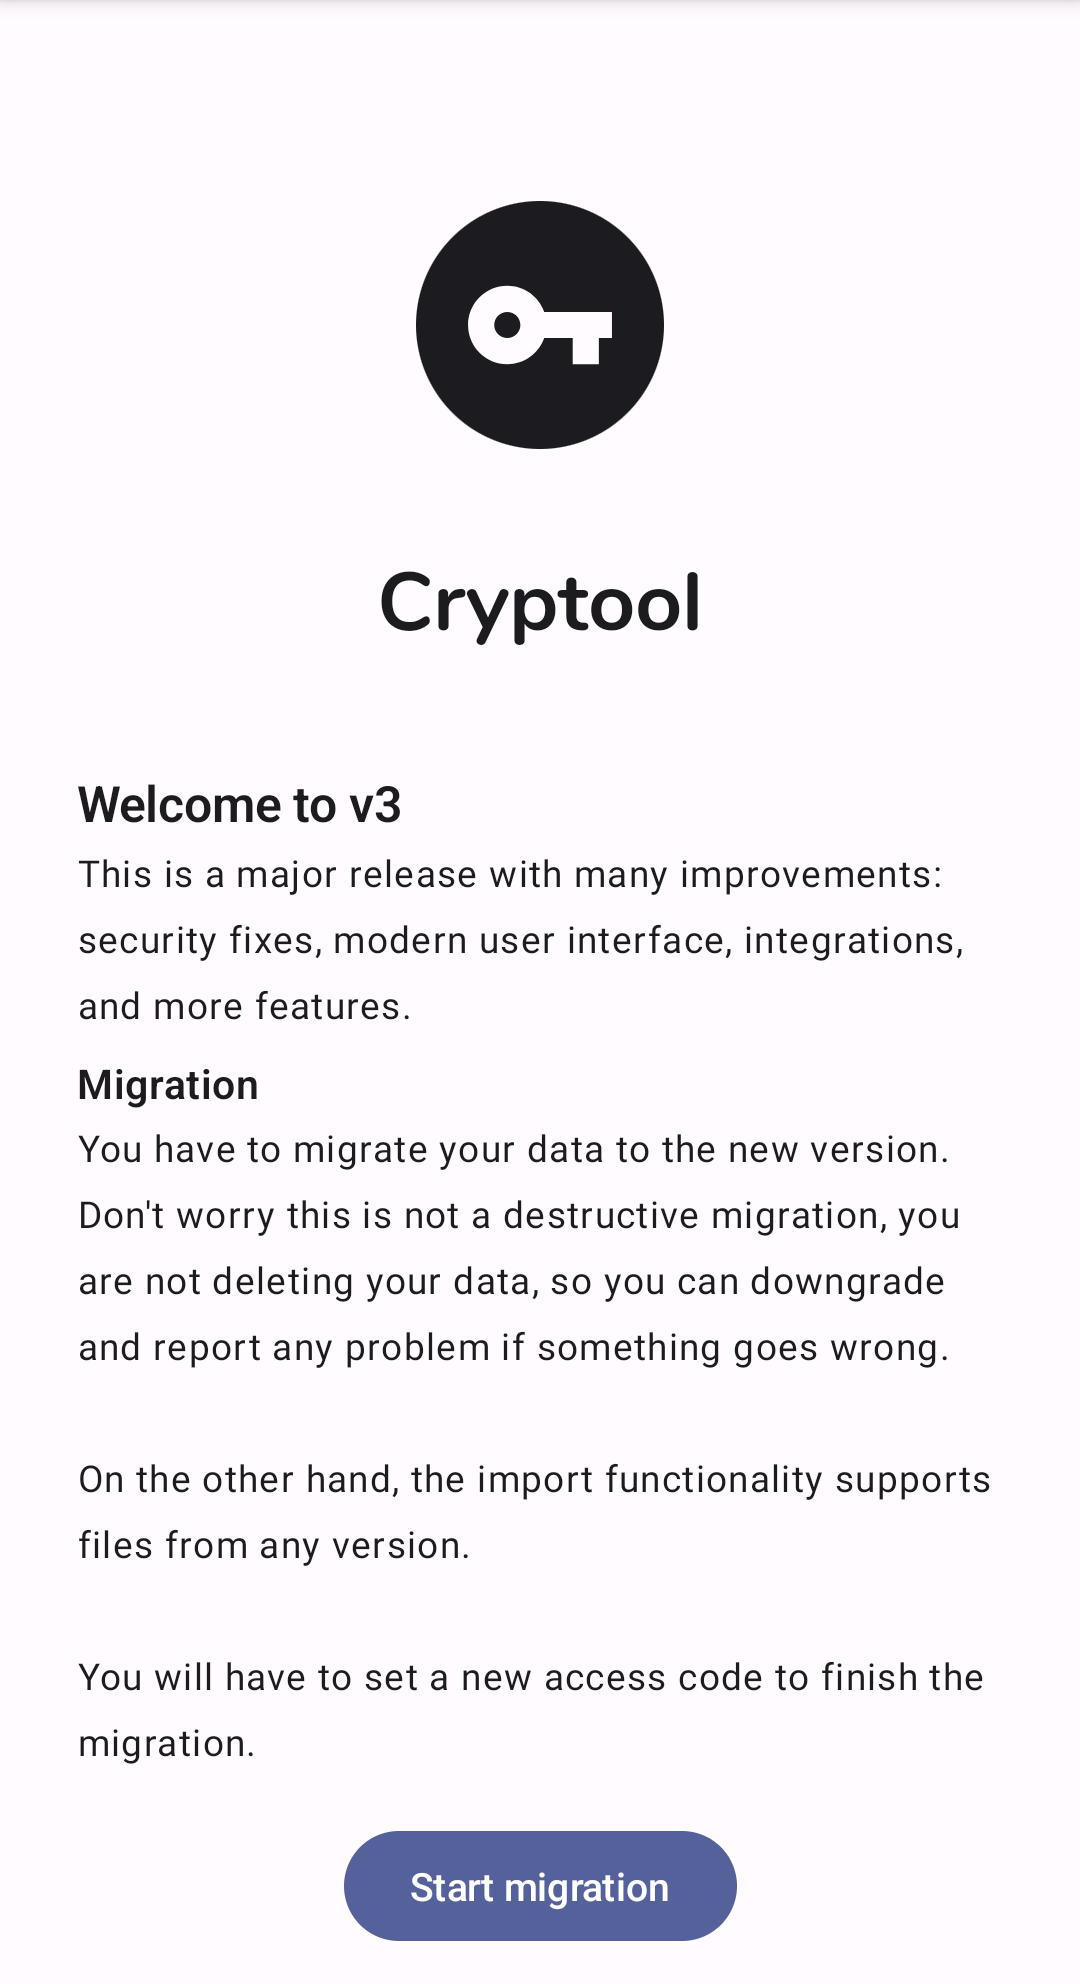 Cryptool
Welcome to v3
This is a major release with many improvements:
security fixes, modern user interface, integrations,
and more features.
Migration
You have to migrate your data to the new version.
Don't worry this is not a destructive migration, you
are not deleting your data, so you can downgrade
and report any problem if something goes wrong.
On the other hand, the import functionality supports
files from any version.
You will have to set a new access code to finish the
migration.
Start migration